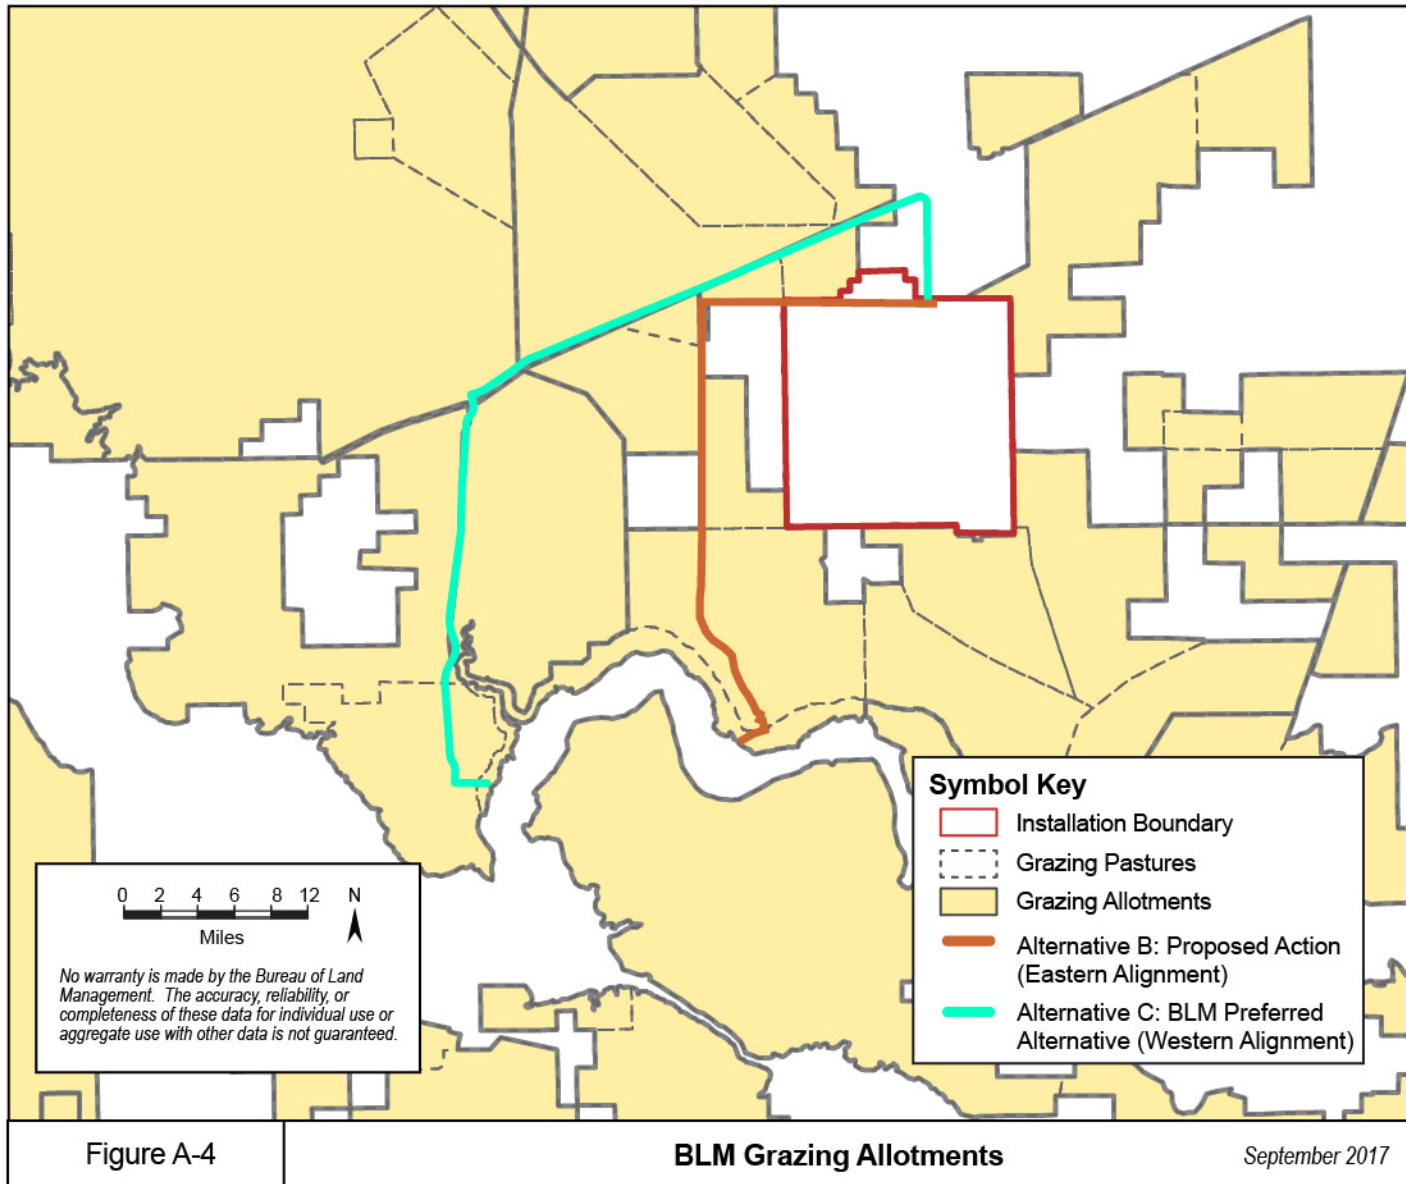 Symbol Key
Installation Boundary
Grazing Pastures
Grazing Allotments
Alternative B: Proposed Action
(Eastern Alignment)
Alternative C: BLM Preferred
Alternative (Western Alignment)
0 2 4 6 8 12 N
Miles
No warranty is made by the Bureau of Land
Management. The accuracy, reliability, or
completeness of these data for individual use or
aggregate use with other data is not guaranteed.
Figure A-4
BLM Grazing Allotments
September 2017